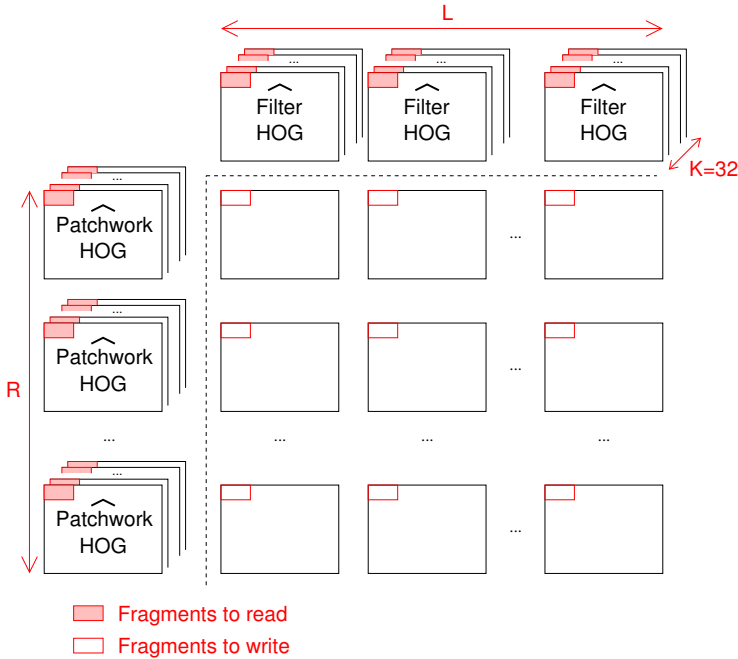 L
...
...
...
Filter
HOG
Filter
HOG
Filter
HOG
K=32
...
Patchwork
HOG
...
...
Patchwork
HOG
...
R
...
...
...
...
...
Patchwork
HOG
...
Fragments to read
Fragments to write